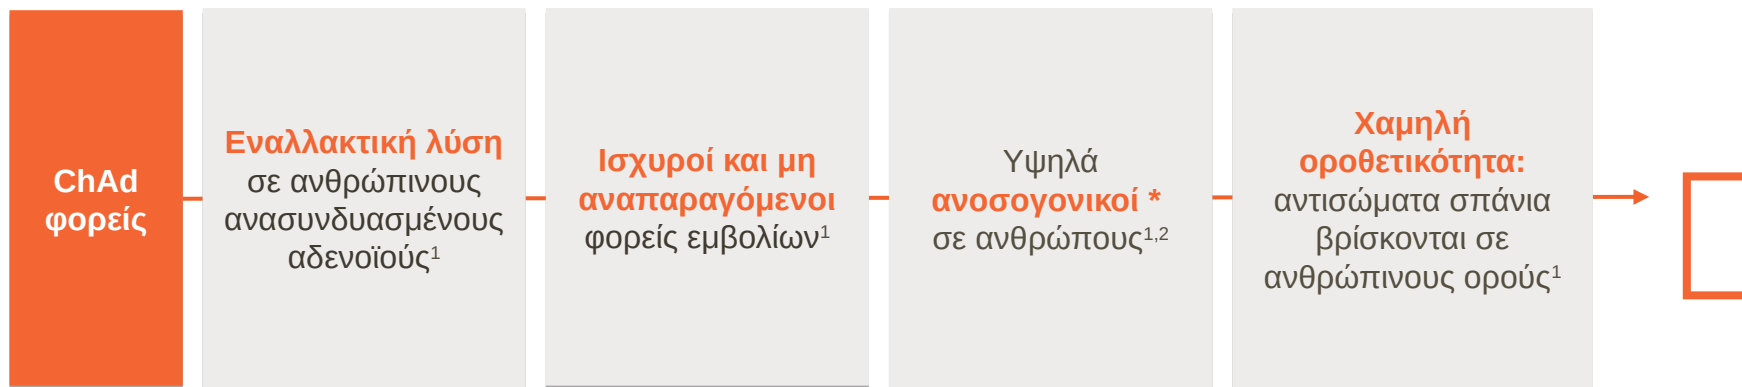 ChAd
φορείς
Εναλλακτική λύση
σε ανθρώπινους
ανασυνδυασμένους
αδενοϊούς1
Ισχυροί και μη
αναπαραγόμενοι
φορείς εμβολίων1
Υψηλά
ανοσογονικοί *
σε ανθρώπους1,2
Χαμηλή
οροθετικότητα:
αντισώματα σπάνια
βρίσκονται σε
ανθρώπινους ορούς1